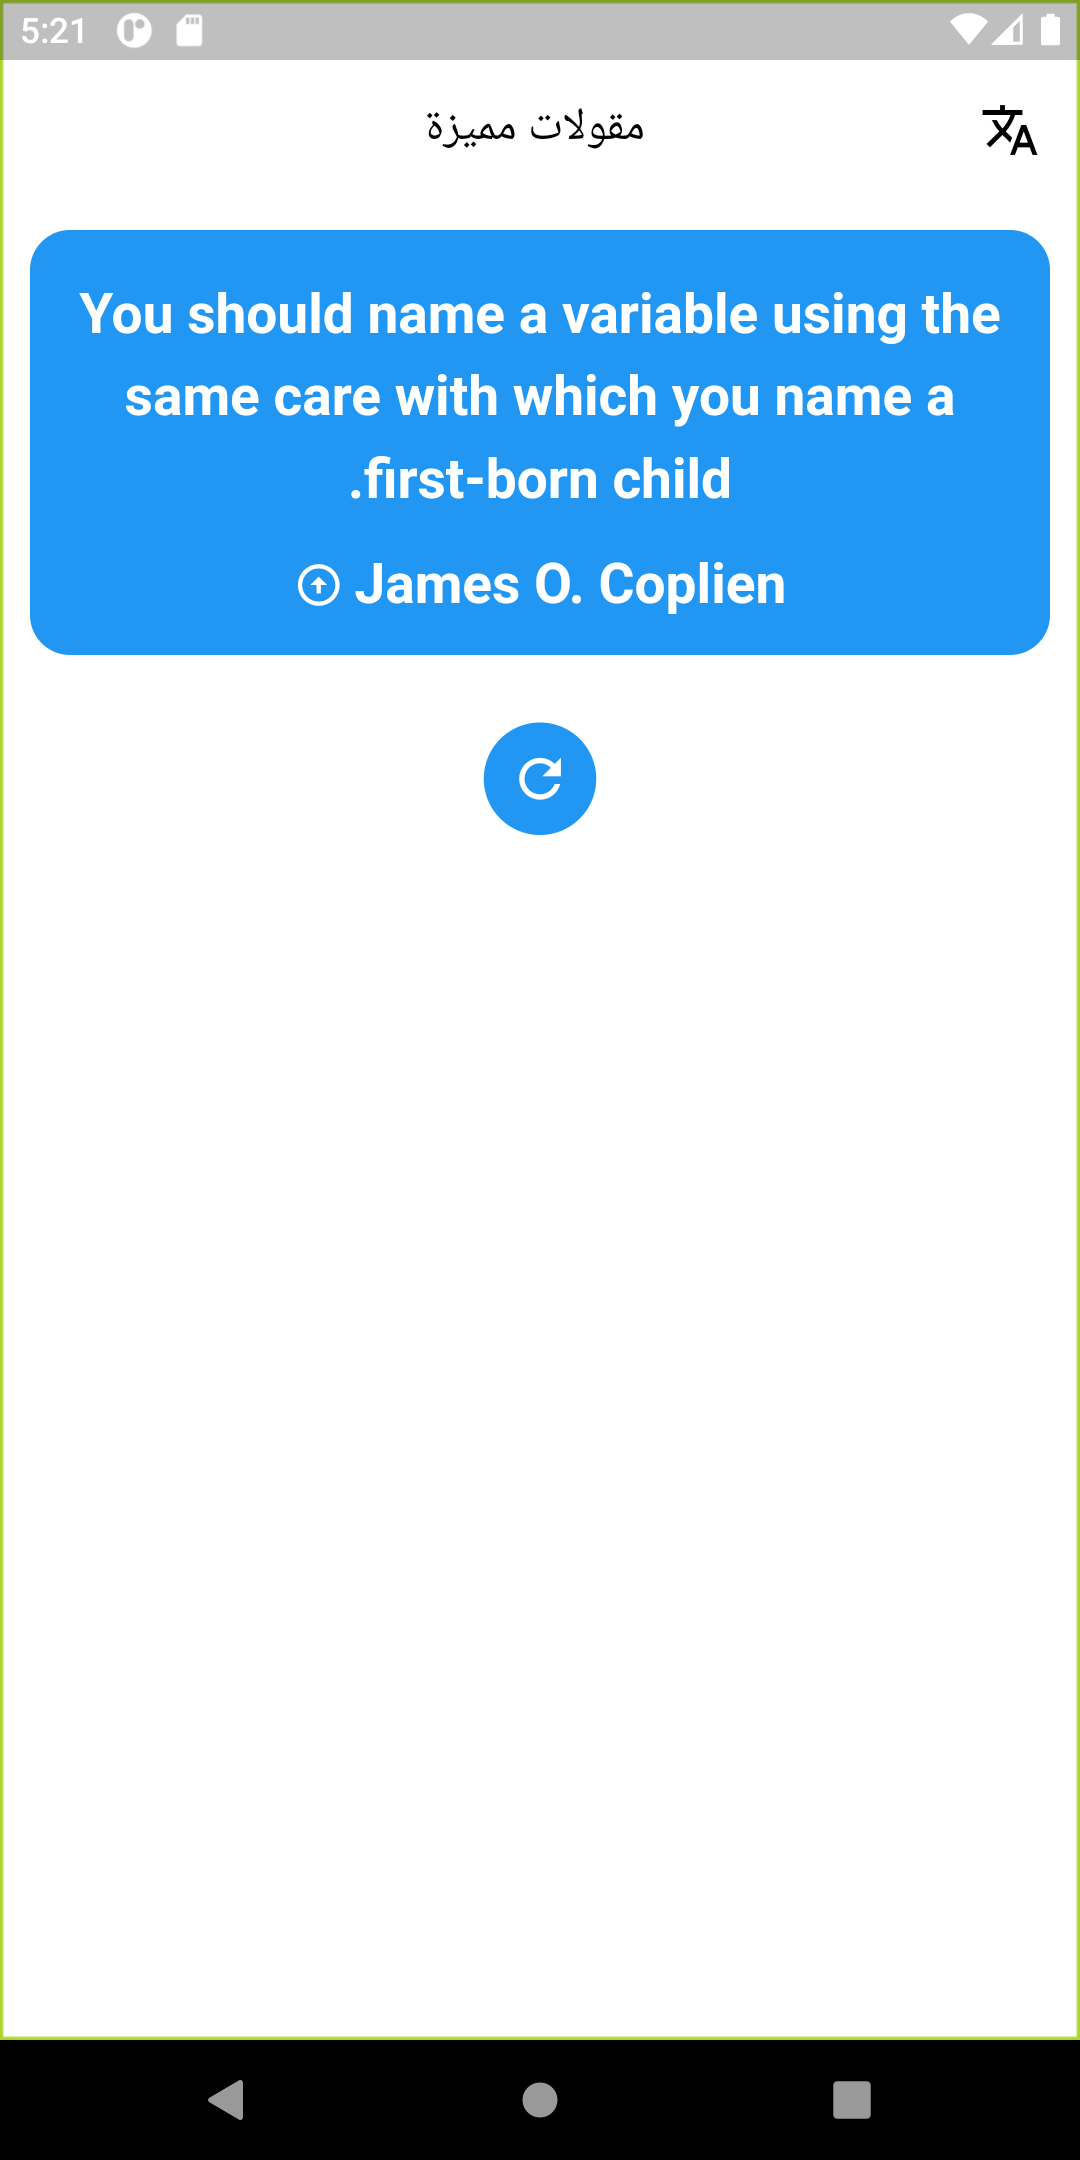 5:21
مقولات مميزة
You should name a variable using the
same care with which you name a
.first-born child
James O. Coplien